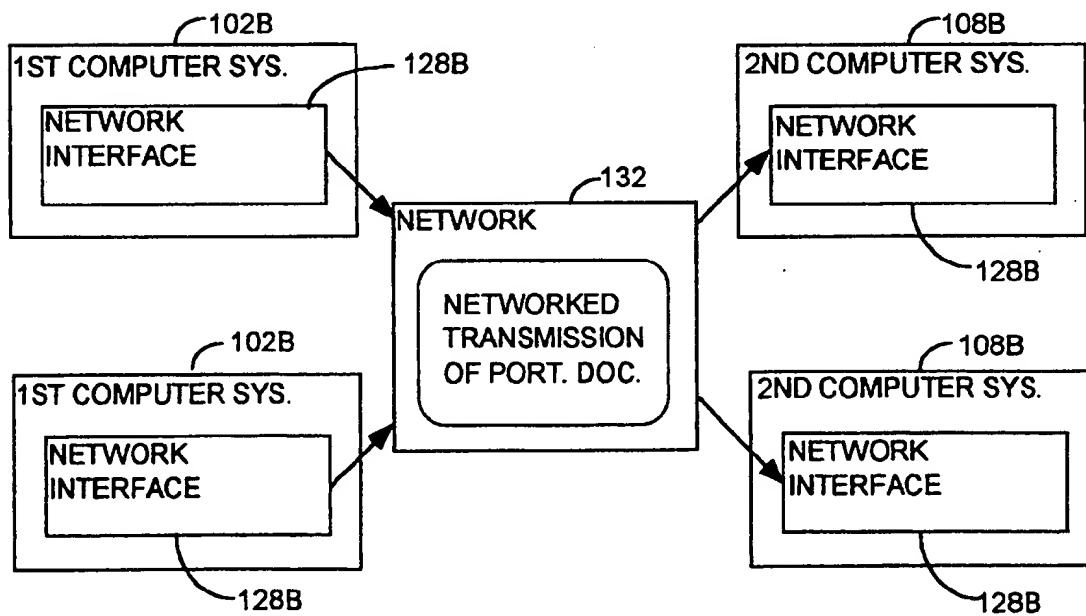 102B
1ST COMPUTER SYS.
128B
NETWORK
INTERFACE
108B
2ND COMPUTER SYS.
NETWORK
INTERFACE
128B
132
NETWORK
NETWORKED
TRANSMISSION
OF PORT. DOC.
102B
1ST COMPUTER SYS.
NETWORK
INTERFACE
128B
108B
2ND COMPUTER SYS.
NETWORK
INTERFACE
128B